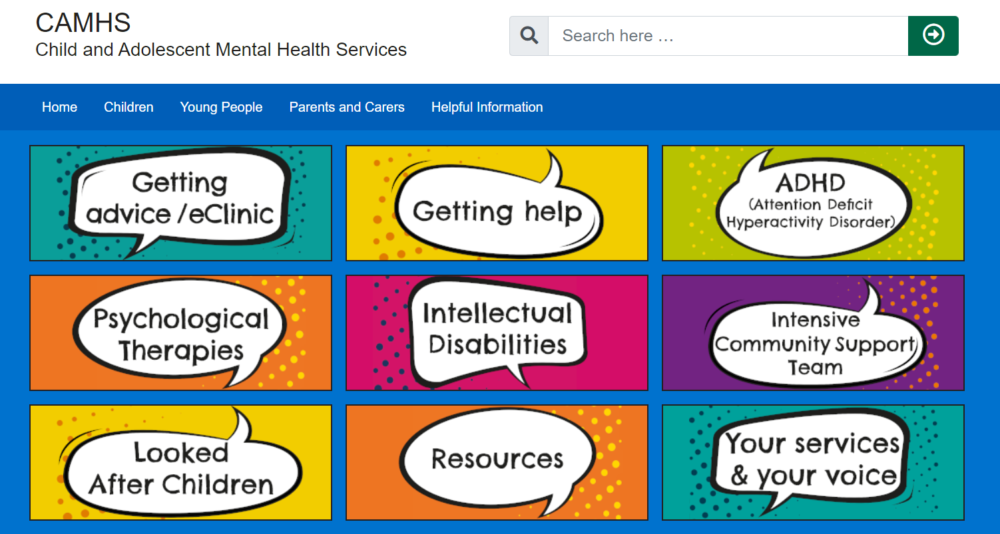 CAMHS
Child and Adolescent Mental Health Services
Search here …
Home Children Young People Parents and Carers Helpful Information
Getting
advice /eClinic
Getting help
ADHD
(Attention Deficit
Hyperactivity Disorder)
Psychological
Therapies
Intellectual
Disabilities
Intensive
Community Support
Team
Looked
After Children
Resources
Your services
& your voice